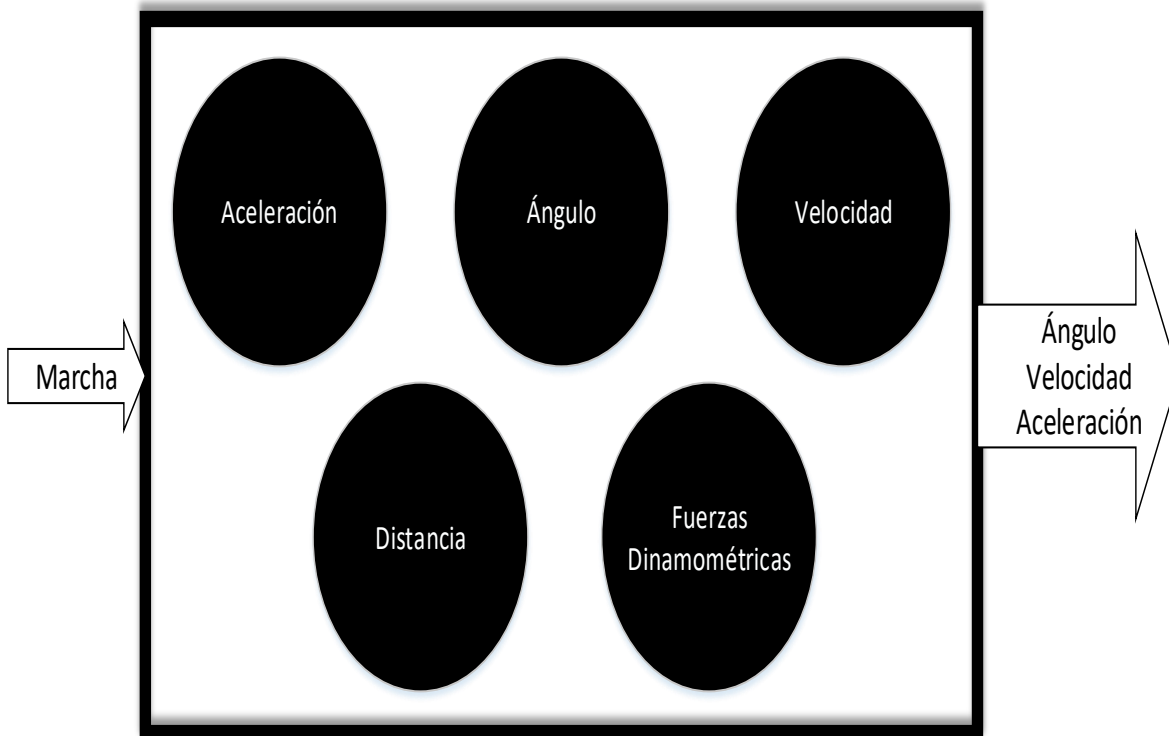 Aceleración
Ángulo
Velocidad
Marcha
Ángulo
Velocidad
Aceleración
Distancia
Fuerzas
Dinamométricas